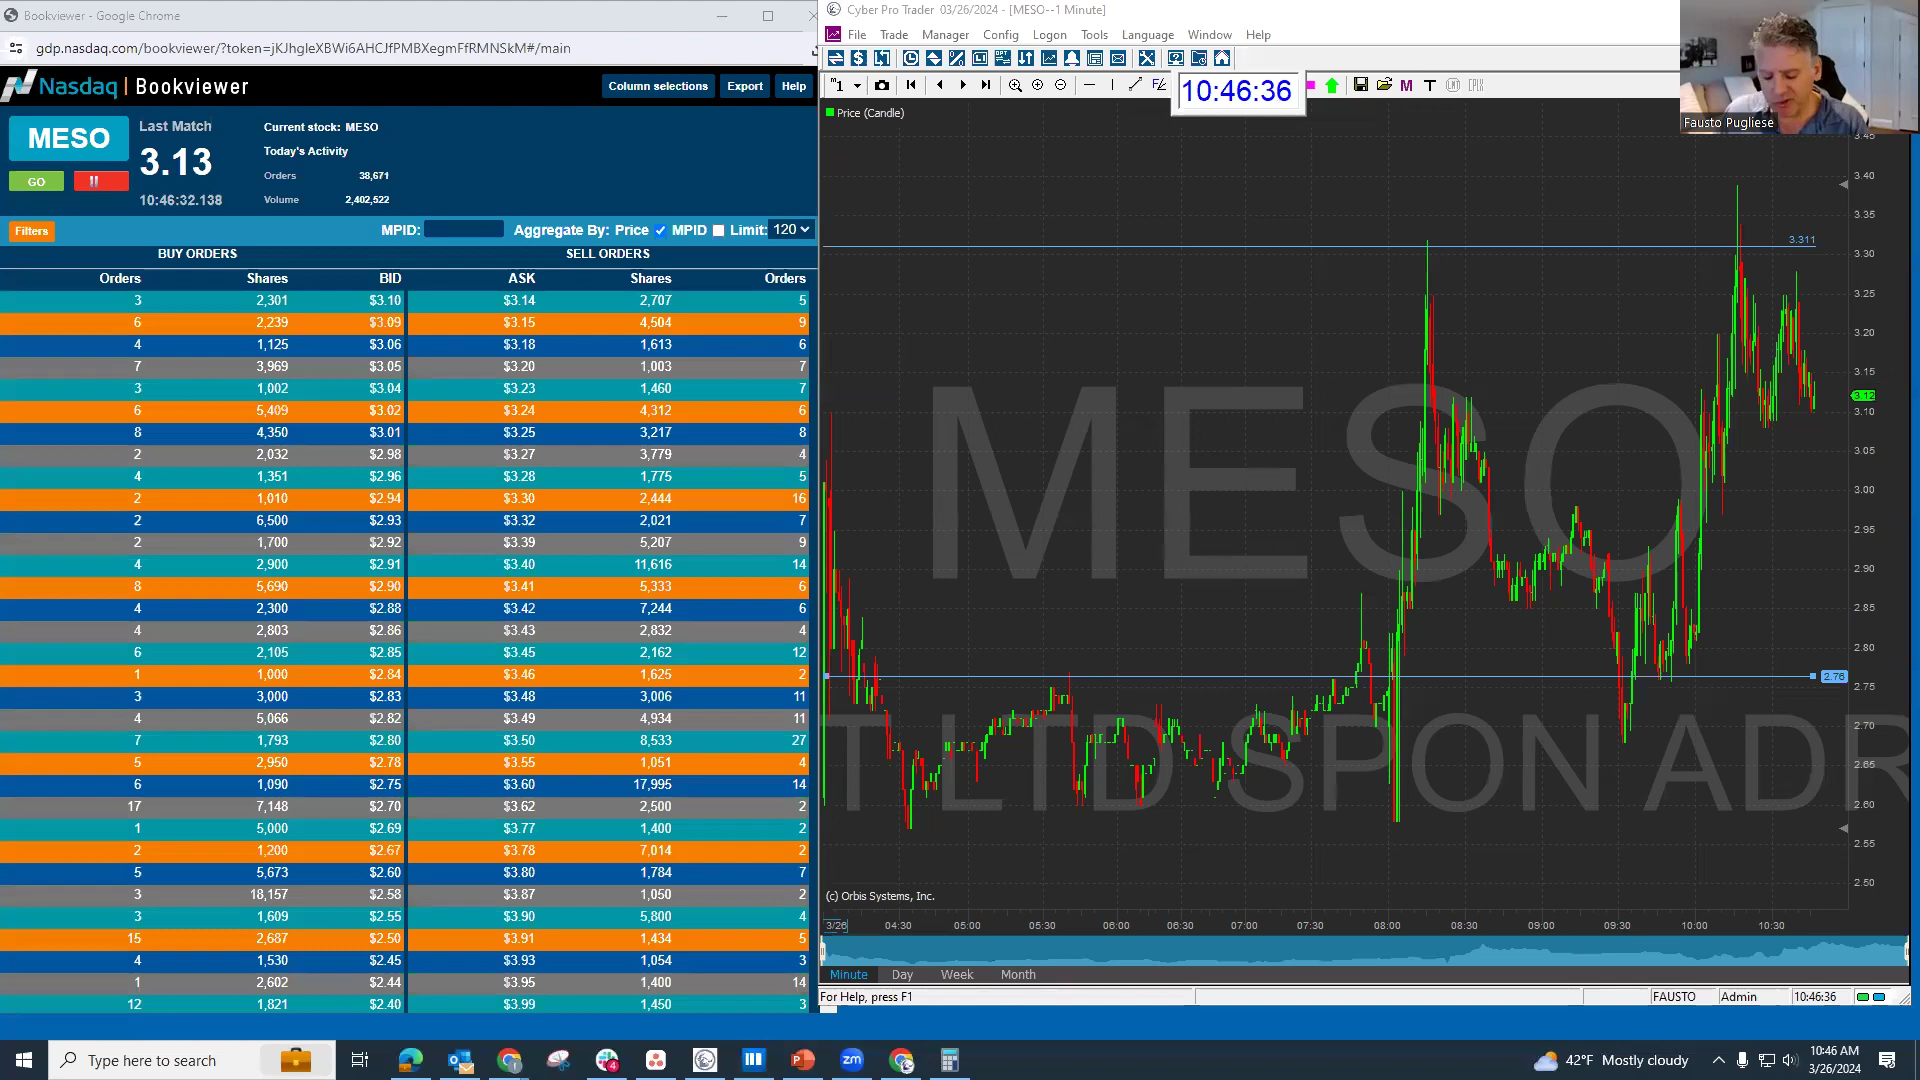 Bookviewer - Google Chrome
gdp.nasdaq.com/bookviewer/?token=jKJhgleXBWi6AHCJfPMBXegmFfRMNSkM#/main
Nasdaq | Bookviewer
Column selections Export Help
MESO Last Match 3.13 10:46:32.138
GO
Current stock: MESO
Today's Activity
Orders 38,671
Volume 2,402,522
Filters MPID: Aggregate By: Price MPID Limit: 120
BUY ORDERS SELL ORDERS
Orders Shares BID ASK Shares Orders
3 2,301 $3.10 $3.14 2,707 5
6 2,239 $3.09 $3.15 4,504 9
4 1,125 $3.06 $3.18 1,613 6
7 3,969 $3.05 $3.20 1,003 7
3 1,002 $3.04 $3.23 1,460 7
6 5,409 $3.02 $3.24 4,312 6
8 4,350 $3.01 $3.25 3,217 8
2 2,032 $2.98 $3.27 3,779 4
4 1,351 $2.96 $3.28 1,775 5
2 1,010 $2.94 $3.30 2,444 16
2 6,500 $2.93 $3.32 2,021 7
2 1,700 $2.92 $3.39 5,207 9
4 2,900 $2.91 $3.40 11,616 14
8 5,690 $2.90 $3.41 5,333 6
4 2,300 $2.88 $3.42 7,244 6
4 2,803 $2.86 $3.43 2,832 4
6 2,105 $2.85 $3.45 2,162 12
1 1,000 $2.84 $3.46 1,625 2
3 3,000 $2.83 $3.48 3,006 11
4 5,066 $2.82 $3.49 4,934 11
7 1,793 $2.80 $3.50 8,533 27
5 2,950 $2.78 $3.55 1,051 4
6 1,090 $2.75 $3.60 17,995 14
17 7,148 $2.70 $3.62 2,500 2
1 5,000 $2.69 $3.77 1,400 2
2 1,200 $2.67 $3.78 7,014 2
5 5,673 $2.60 $3.80 1,784 7
3 18,157 $2.58 $3.87 1,050 2
3 1,609 $2.55 $3.90 5,800 4
15 2,687 $2.50 $3.91 1,434 5
4 1,530 $2.45 $3.93 1,054 3
1 2,602 $2.44 $3.95 1,400 14
12 1,821 $2.40 $3.99 1,450 3
Cyber Pro Trader 03/26/2024 - [MESO--1 Minute]
File Trade Manager Config Logon Tools Language Window Help
10:46:36
Price (Candle)
Fausto Pugliese
3.45
3.40
3.35
3.311
3.30
3.25
3.20
3.15
3.12
3.10
3.05
3.00
2.95
2.90
2.85
2.80
2.76
2.75
2.70
2.65
2.60
2.55
2.50
MESO
T LTD SPON ADR
(c) Orbis Systems, Inc.
3/26 04:30 05:00 05:30 06:00 06:30 07:00 07:30 08:00 08:30 09:00 09:30 10:00 10:30
Minute Day Week Month
For Help, press F1 FAUSTO Admin 10:46:36
Type here to search
42°F Mostly cloudy
10:46 AM
3/26/2024